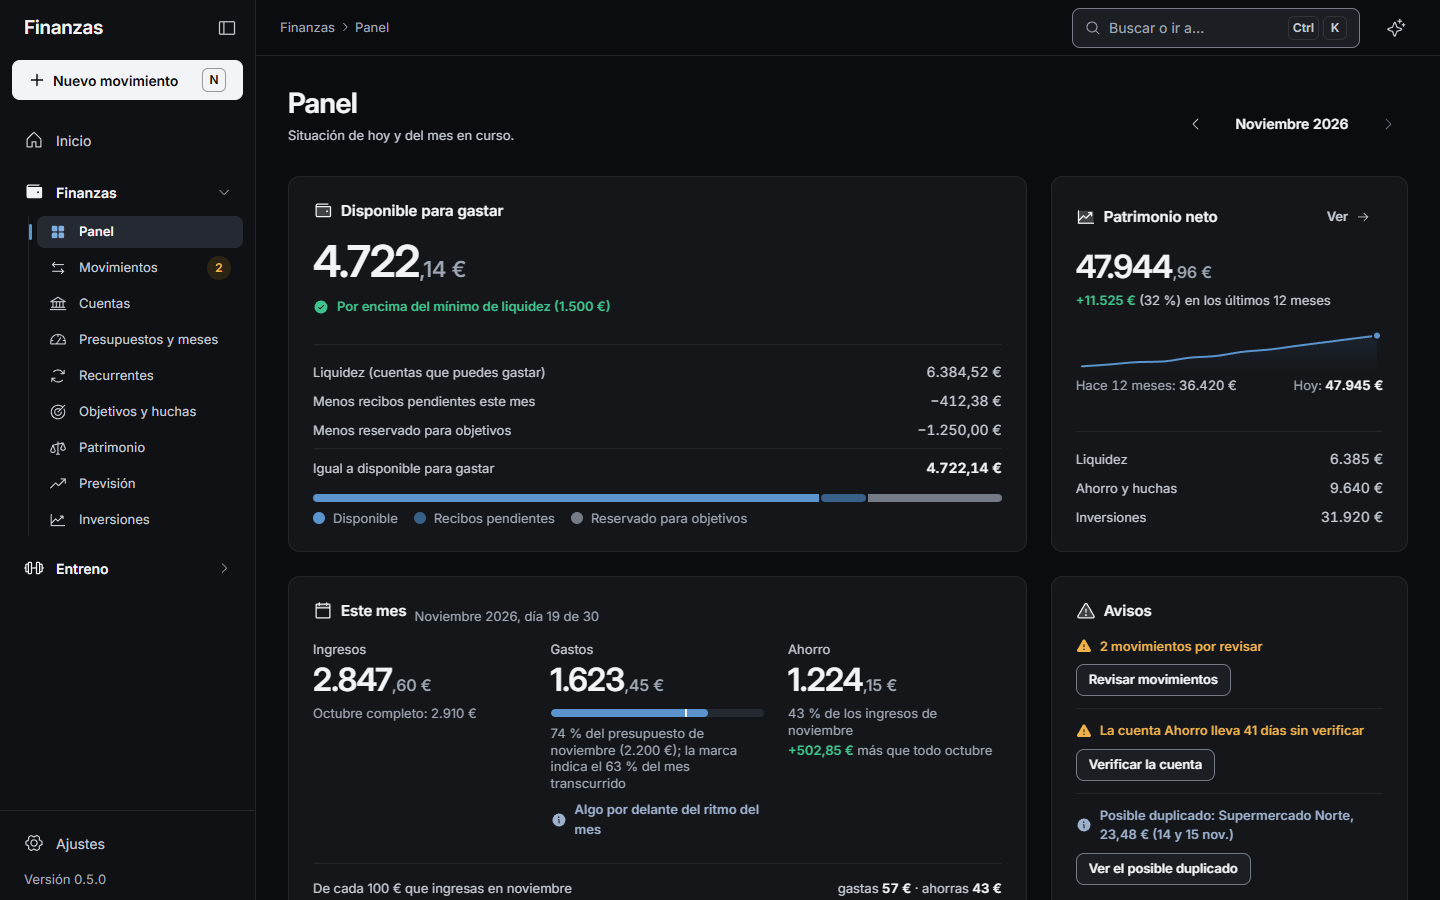 Finanzas
Nuevo movimiento N
Inicio
Finanzas
Panel
Movimientos 2
Cuentas
Presupuestos y meses
Recurrentes
Objetivos y huchas
Patrimonio
Previsión
Inversiones
Entreno
Ajustes
Versión 0.5.0
Finanzas > Panel
Buscar o ir a... Ctrl K
Panel
Situación de hoy y del mes en curso.
Noviembre 2026
Disponible para gastar
4.722,14 €
Por encima del mínimo de liquidez (1.500 €)
Liquidez (cuentas que puedes gastar) 6.384,52 €
Menos recibos pendientes este mes −412,38 €
Menos reservado para objetivos −1.250,00 €
Igual a disponible para gastar 4.722,14 €
Disponible Recibos pendientes Reservado para objetivos
Patrimonio neto Ver →
47.944,96 €
+11.525 € (32 %) en los últimos 12 meses
Hace 12 meses: 36.420 € Hoy: 47.945 €
Liquidez 6.385 €
Ahorro y huchas 9.640 €
Inversiones 31.920 €
Este mes Noviembre 2026, día 19 de 30
Ingresos
2.847,60 €
Octubre completo: 2.910 €
Gastos
1.623,45 €
74 % del presupuesto de
noviembre (2.200 €); la marca
indica el 63 % del mes
transcurrido
Algo por delante del ritmo del
mes
Ahorro
1.224,15 €
43 % de los ingresos de
noviembre
+502,85 € más que todo octubre
De cada 100 € que ingresas en noviembre gastas 57 € · ahorras 43 €
Avisos
2 movimientos por revisar
Revisar movimientos
La cuenta Ahorro lleva 41 días sin verificar
Verificar la cuenta
Posible duplicado: Supermercado Norte,
23,48 € (14 y 15 nov.)
Ver el posible duplicado